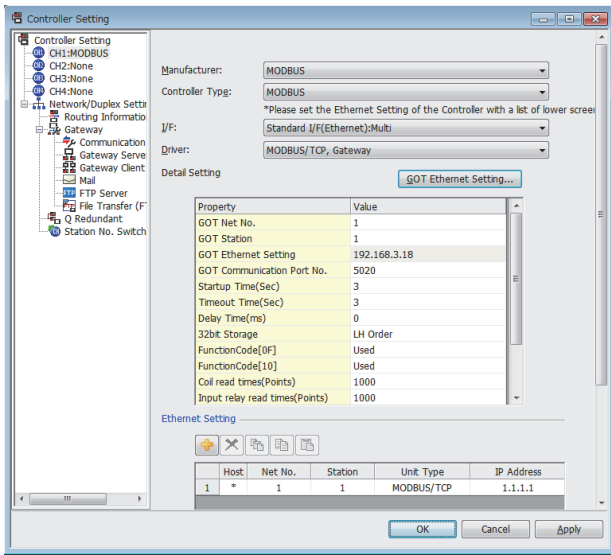 Controller Setting
Controller Setting
CH1:MODBUS
CH2:None
CH3:None
CH4:None
Network/Duplex Settir
Routing Informatio
Gateway
Communication
Gateway Serve
Gateway Client
Mail
FTP Server
File Transfer (F
Q Redundant
Station No. Switch
Manufacturer: MODBUS
Controller Type: MODBUS
*Please set the Ethernet Setting of the Controller with a list of lower screen
I/F: Standard I/F(Ethernet):Multi
Driver: MODBUS/TCP, Gateway
Detail Setting
GOT Ethernet Setting...
Property Value
GOT Net No. 1
GOT Station 1
GOT Ethernet Setting 192.168.3.18
GOT Communication Port No. 5020
Startup Time(Sec) 3
Timeout Time(Sec) 3
Delay Time(ms) 0
32bit Storage LH Order
FunctionCode[0F] Used
FunctionCode[10] Used
Coil read times(Points) 1000
Input relay read times(Points) 1000
Ethernet Setting
Host Net No. Station Unit Type IP Address
1 * 1 1 MODBUS/TCP 1.1.1.1
OK Cancel Apply